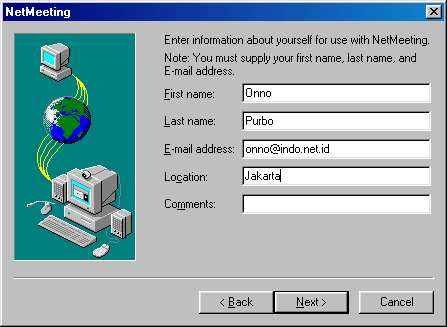 NetMeeting
Enter information about yourself for use with NetMeeting.
Note: You must supply your first name, last name, and
E-mail address.
First name: Onno
Last name: Purbo
E-mail address: onno@indo.net.id
Location: Jakarta
Comments:
< Back Next > Cancel